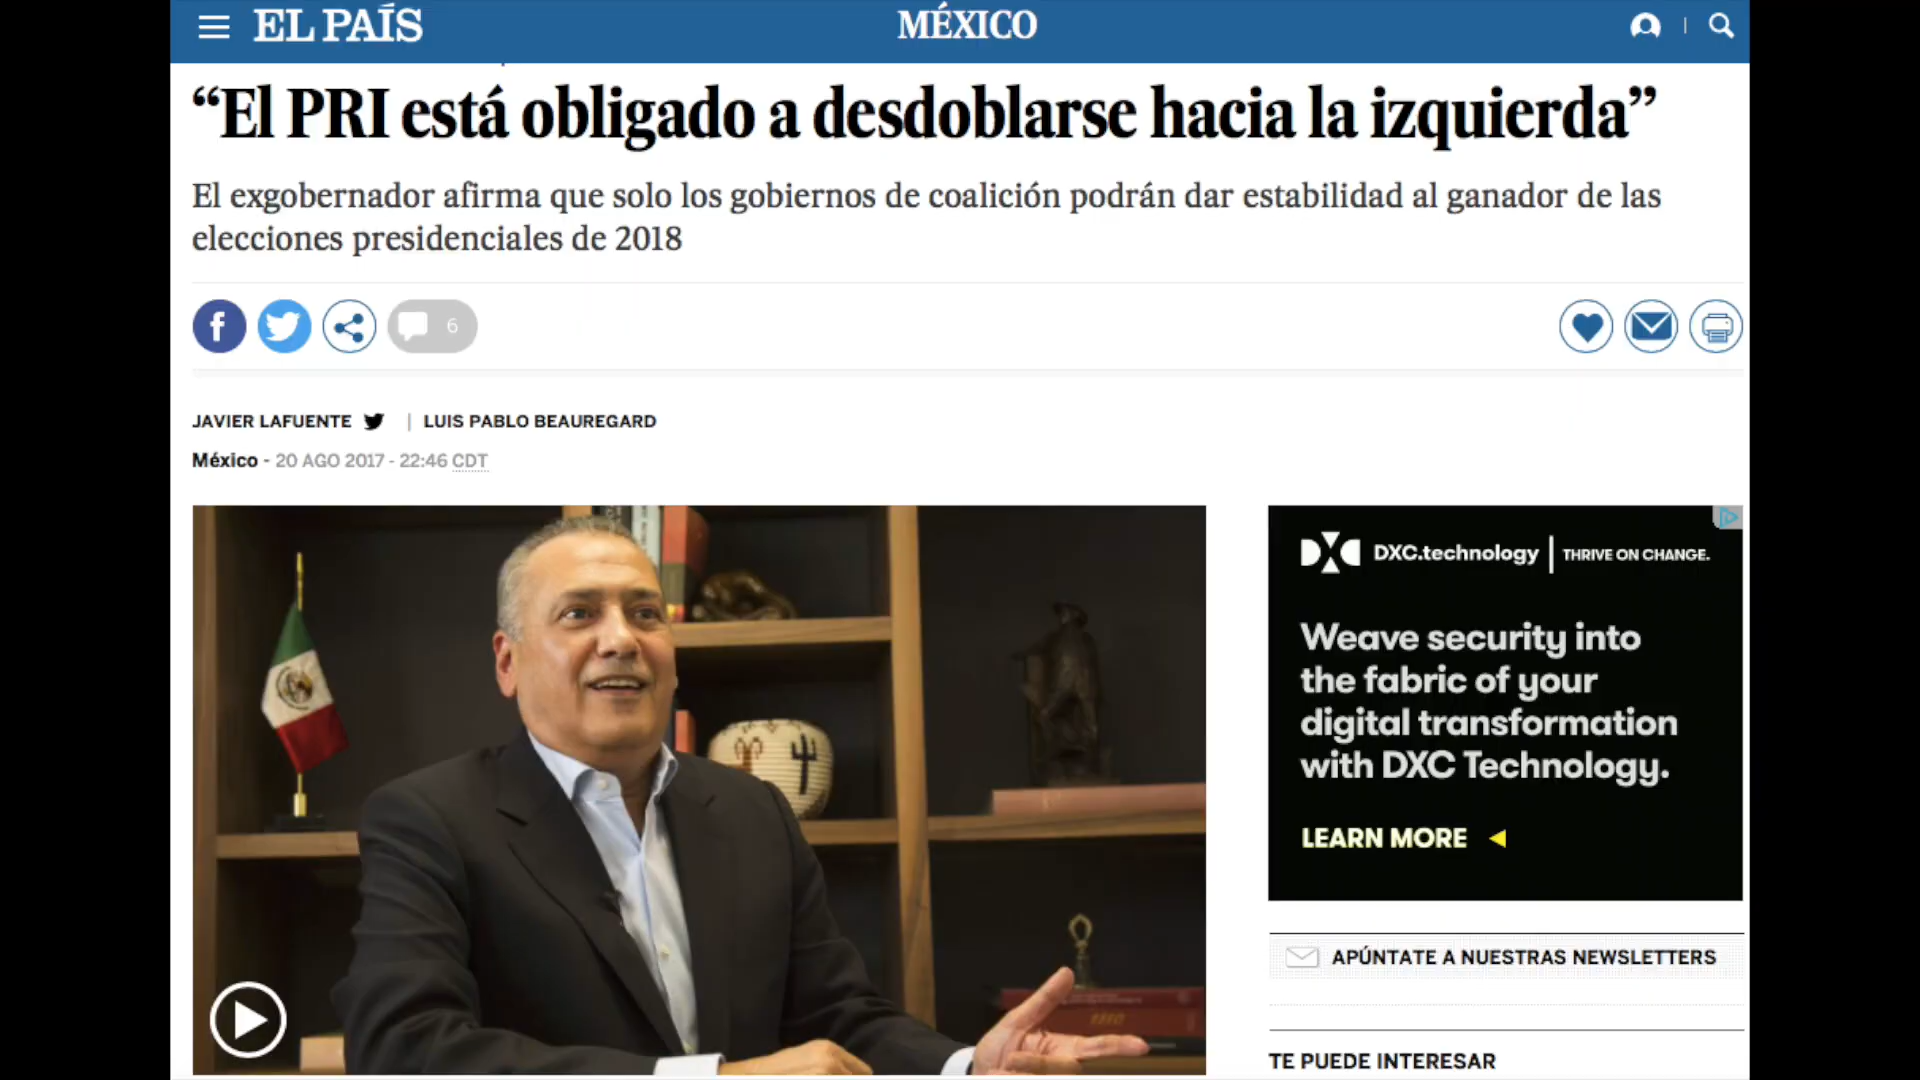 EL PAÍS
MÉXICO
“El PRI está obligado a desdoblarse hacia la izquierda”
El exgobernador afirma que solo los gobiernos de coalición podrán dar estabilidad al ganador de las
elecciones presidenciales de 2018
6
JAVIER LAFUENTE | LUIS PABLO BEAUREGARD
México - 20 AGO 2017 - 22:46 CDT
DXC.technology | THRIVE ON CHANGE.
Weave security into
the fabric of your
digital transformation
with DXC Technology.
LEARN MORE
APÚNTATE A NUESTRAS NEWSLETTERS
TE PUEDE INTERESAR